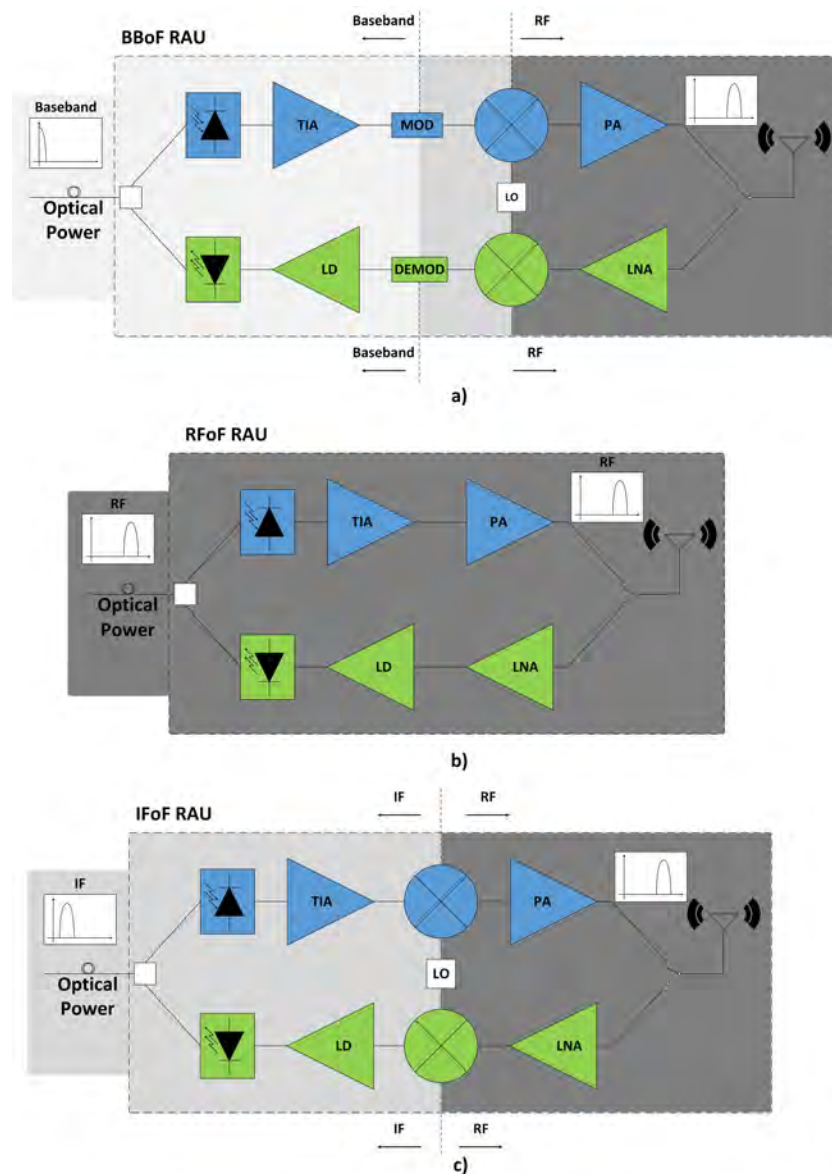 Baseband
RF
BBoF RAU
Baseband
TIA
MOD
PA
Optical
Power
LO
LD
DEMOD
LNA
Baseband
RF
a)
RFoF RAU
RF
RF
TIA
PA
Optical
Power
LD
LNA
b)
IF
RF
IFoF RAU
IF
TIA
PA
Optical
Power
LO
LD
LNA
IF
RF
c)